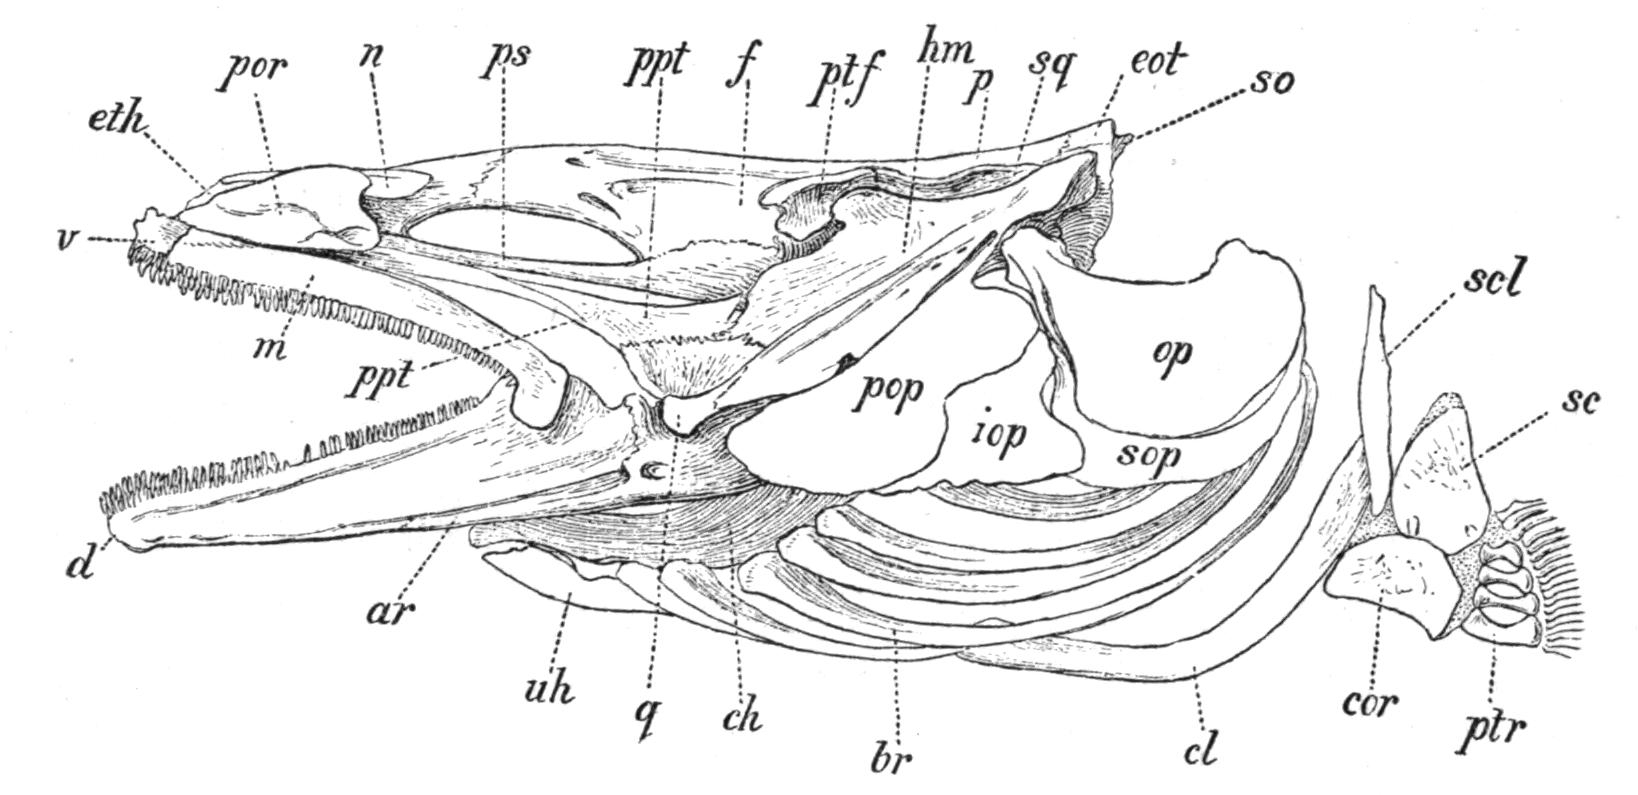 por
n
ps
ppt
f
ptf
hm
p
sq
eot
so
eth
v
scl
m
ppt
pop
op
iop
sop
sc
d
ar
uh
q
ch
br
cl
cor
ptr